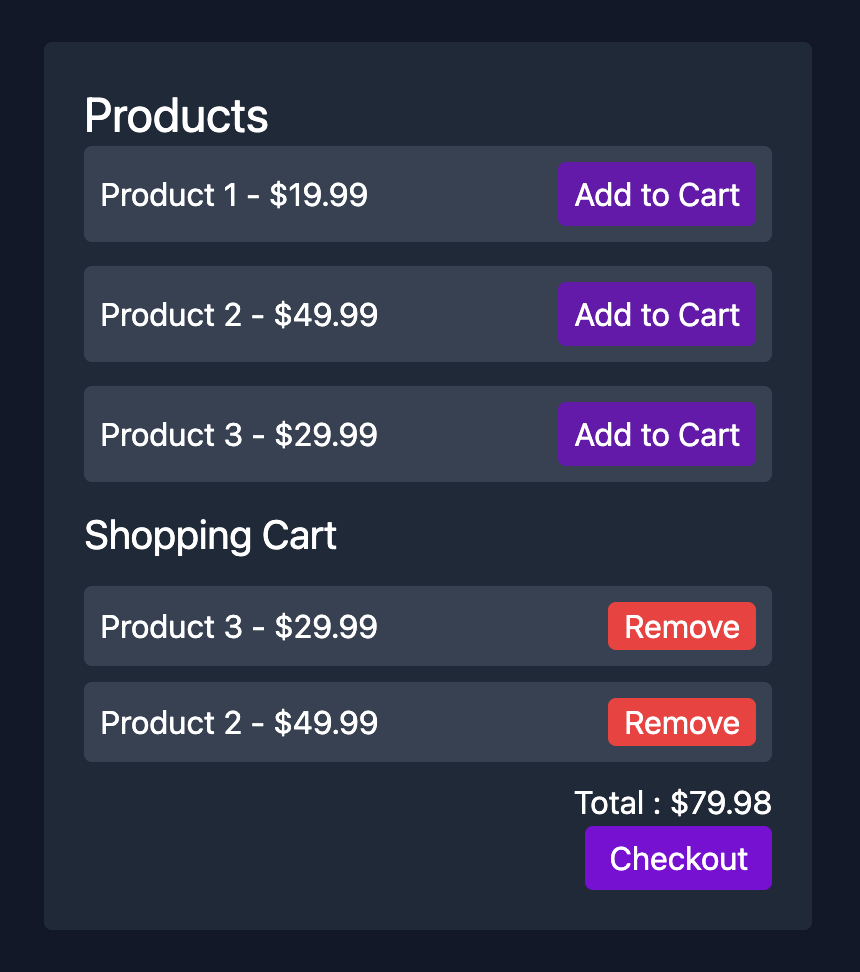 Products
Product 1 - $19.99 Add to Cart
Product 2 - $49.99 Add to Cart
Product 3 - $29.99 Add to Cart
Shopping Cart
Product 3 - $29.99 Remove
Product 2 - $49.99 Remove
Total : $79.98
Checkout